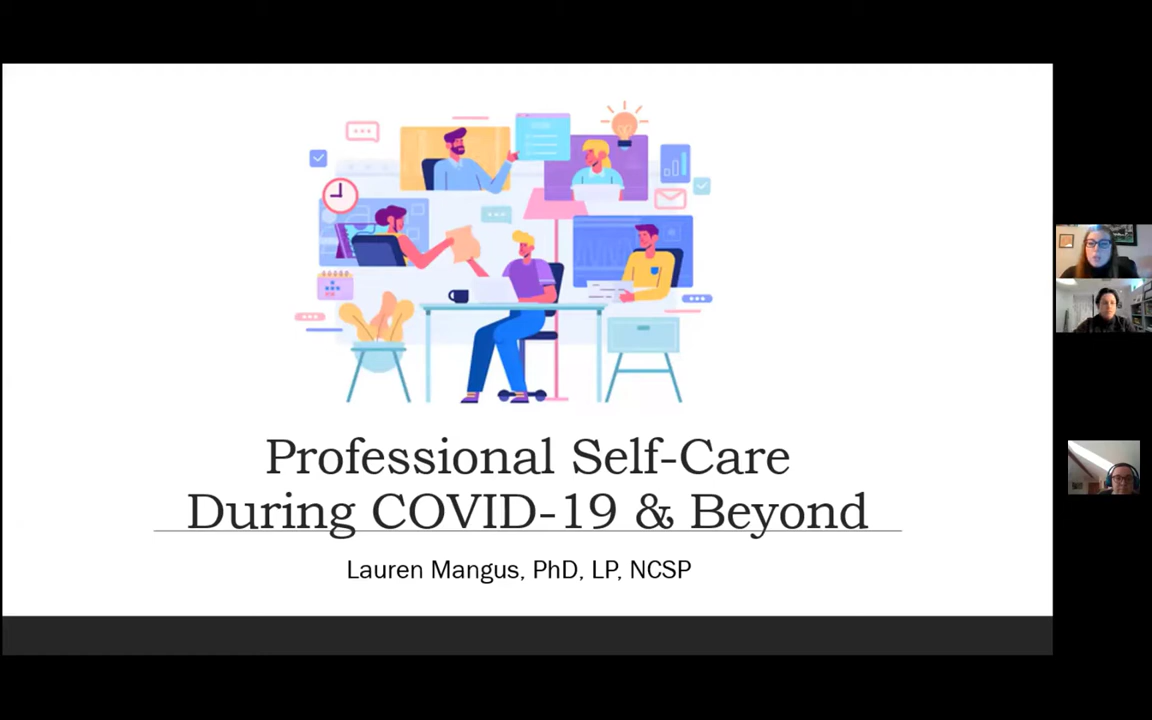 Professional Self-Care
During COVID-19 & Beyond
Lauren Mangus, PhD, LP, NCSP